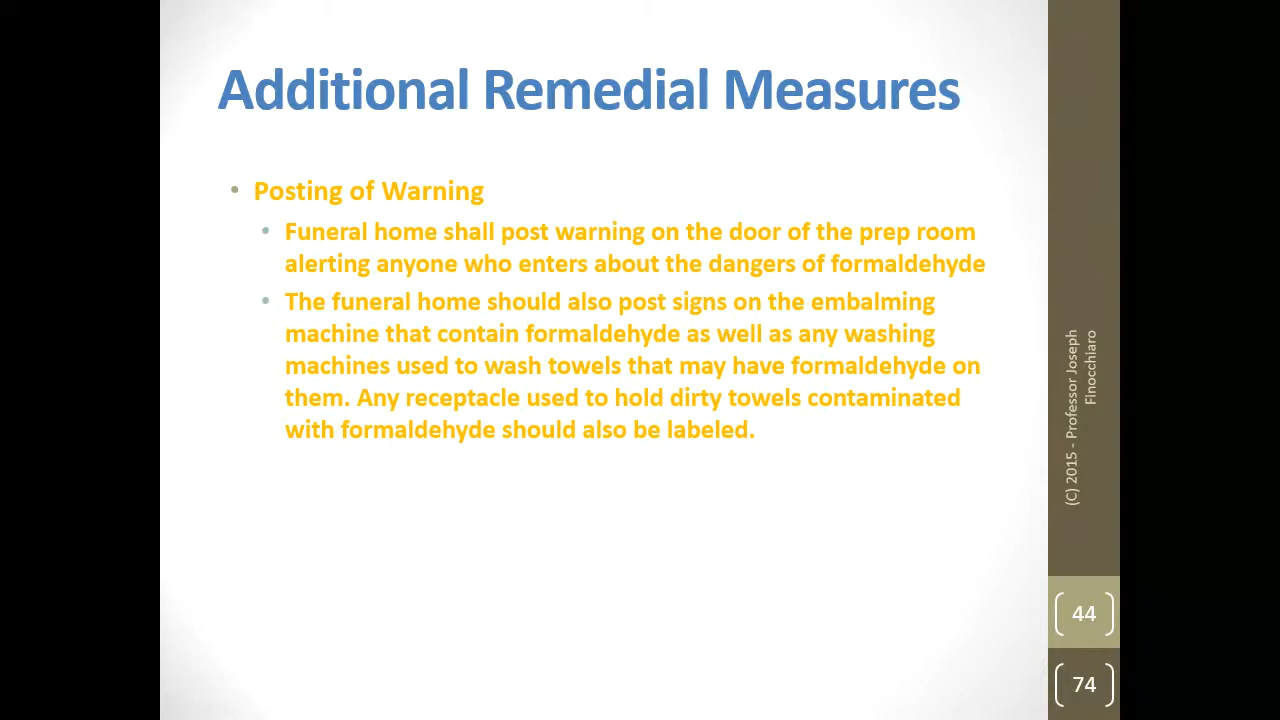 Additional Remedial Measures
• Posting of Warning
• Funeral home shall post warning on the door of the prep room
alerting anyone who enters about the dangers of formaldehyde
• The funeral home should also post signs on the embalming
machine that contain formaldehyde as well as any washing
machines used to wash towels that may have formaldehyde on
them. Any receptacle used to hold dirty towels contaminated
with formaldehyde should also be labeled.
(C) 2015 - Professor Joseph
Finocchiaro
44
74